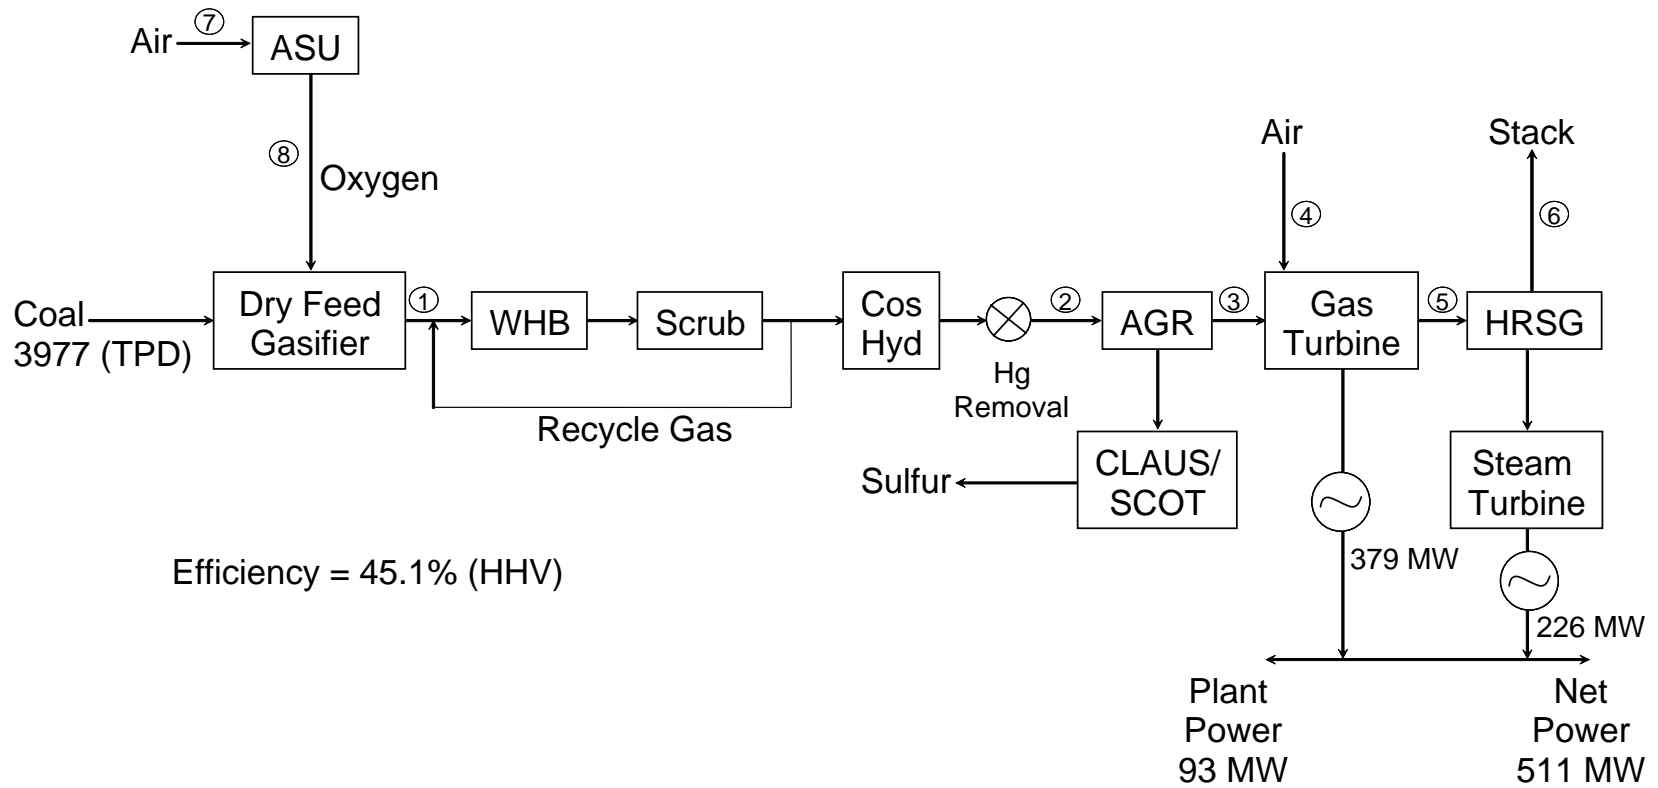 7
Air
ASU
8
Oxygen
Air
Stack
4
6
Coal
3977 (TPD)
Dry Feed
Gasifier
1
WHB
Scrub
Cos
Hyd
2
AGR
3
Gas
Turbine
5
HRSG
Hg
Removal
Recycle Gas
Sulfur
CLAUS/
SCOT
Steam
Turbine
379 MW
Efficiency = 45.1% (HHV)
226 MW
Plant
Power
93 MW
Net
Power
511 MW